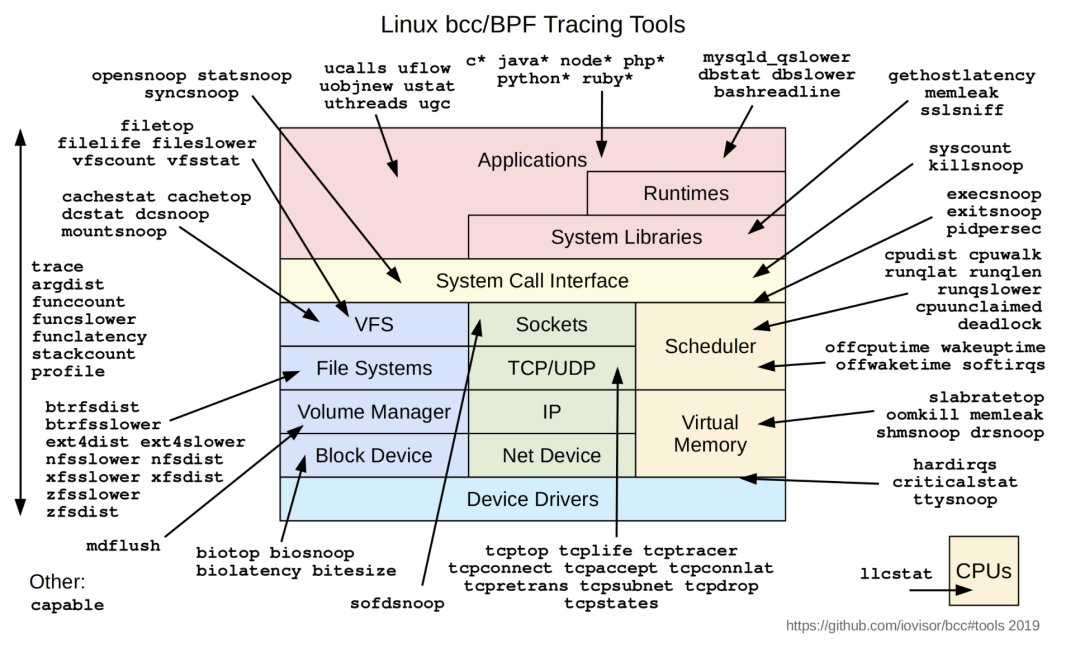 Linux bcc/BPF Tracing Tools
opensnoop statsnoop
syncsnoop
ucalls uflow
uobjnew ustat
uthreads ugc
c* java* node* php*
python* ruby*
mysqld_qslower
dbstat dbslower
bashreadline
gethostlatency
memleak
sslsniff
filetop
filelife fileslower
vfscount vfsstat
syscount
killsnoop
cachestat cachetop
dcstat dcsnoop
mountsnoop
execsnoop
exitsnoop
pidpersec
trace
argdist
funccount
funcslower
funclatency
stackcount
profile
cpudist cpuwalk
runqlat runqlen
runqslower
cpuunclaimed
deadlock
offcputime wakeuptime
offwaketime softirqs
Applications
Runtimes
System Libraries
System Call Interface
VFS
Sockets
Scheduler
File Systems
TCP/UDP
Volume Manager
IP
Virtual
Memory
Block Device
Net Device
Device Drivers
btrfsdist
btrfsslower
ext4dist ext4slower
nfsslower nfsdist
xfsslower xfsdist
zfsslower
zfsdist
slabratetop
oomkill memleak
shmsnoop drsnoop
hardirqs
criticalstat
ttysnoop
mdflush
biotop biosnoop
biolatency bitesize
sofdsnoop
tcptop tcplife tcptracer
tcpconnect tcpaccept tcpconnlat
tcpretrans tcpsubnet tcpdrop
tcpstates
Other:
capable
llcstat
CPUs
https://github.com/iovisor/bcc#tools 2019